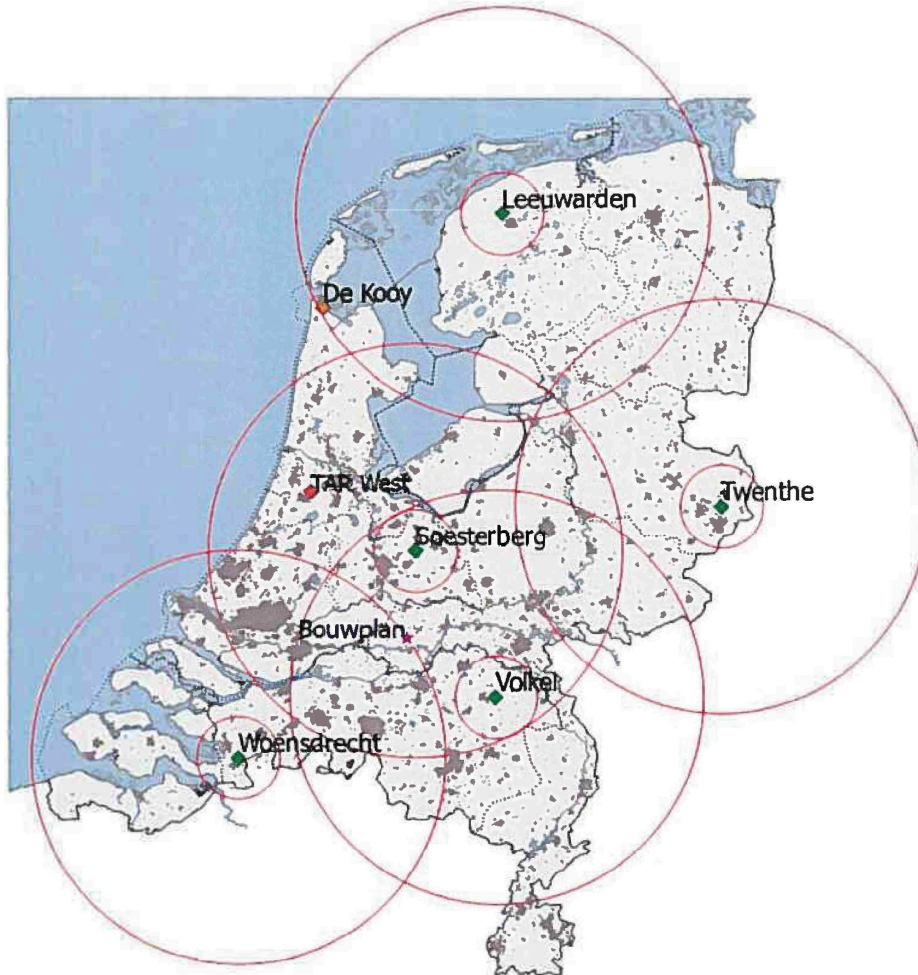 Leeuwarden
De Kooy
TAR West
Twenthe
Soesterberg
Bouwplan
Volkel
Woensdrecht